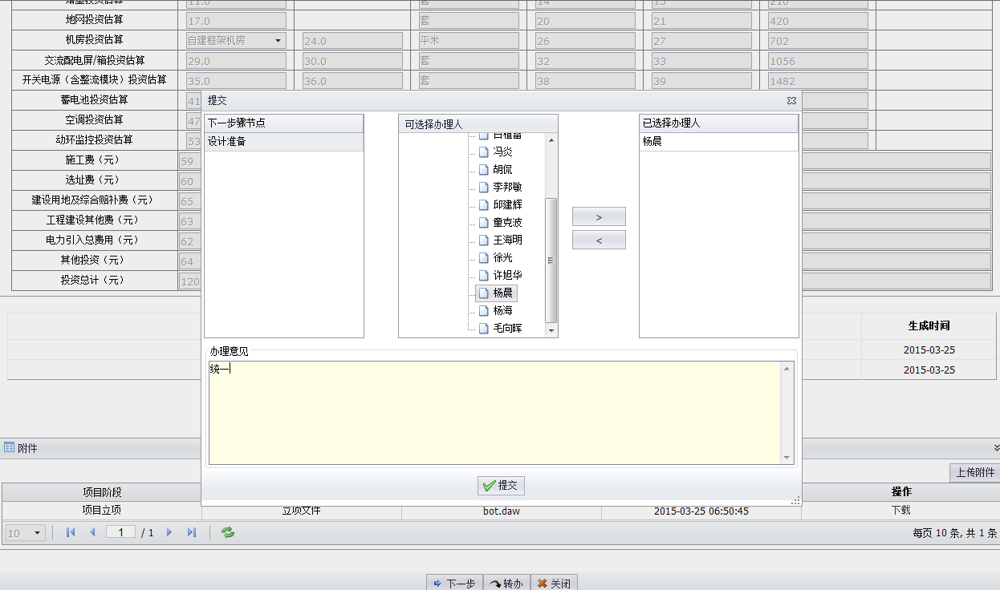 11.0 套 14 15 210
地网投资估算 17.0 套 20 21 420
机房投资估算 自建框架机房 24.0 平米 26 27 702
交流配电屏/箱投资估算 29.0 30.0 套 32 33 1056
开关电源（含整流模块）投资估算 35.0 36.0 套 38 39 1482
蓄电池投资估算 41
空调投资估算 47
动环监控投资估算 53
施工费（元） 59
选址费（元） 60
建设用地及综合赔补费（元） 65
工程建设其他费（元） 63
电力引入总费用（元） 62
其他投资（元） 64
投资总计（元） 120
提交
下一步骤节点
设计准备
可选择办理人
冯炎
胡侃
李邦敏
邱建辉
童克波
王海明
徐光
许旭华
杨晨
杨海
毛向晖
>
<
已选择办理人
杨晨
办理意见
统一
提交
生成时间
2015-03-25
2015-03-25
附件
上传附件
项目阶段 操作
项目立项 立项文件 bot.daw 2015-03-25 06:50:45 下载
10 1 / 1 每页 10 条, 共 1 条
下一步 转办 关闭